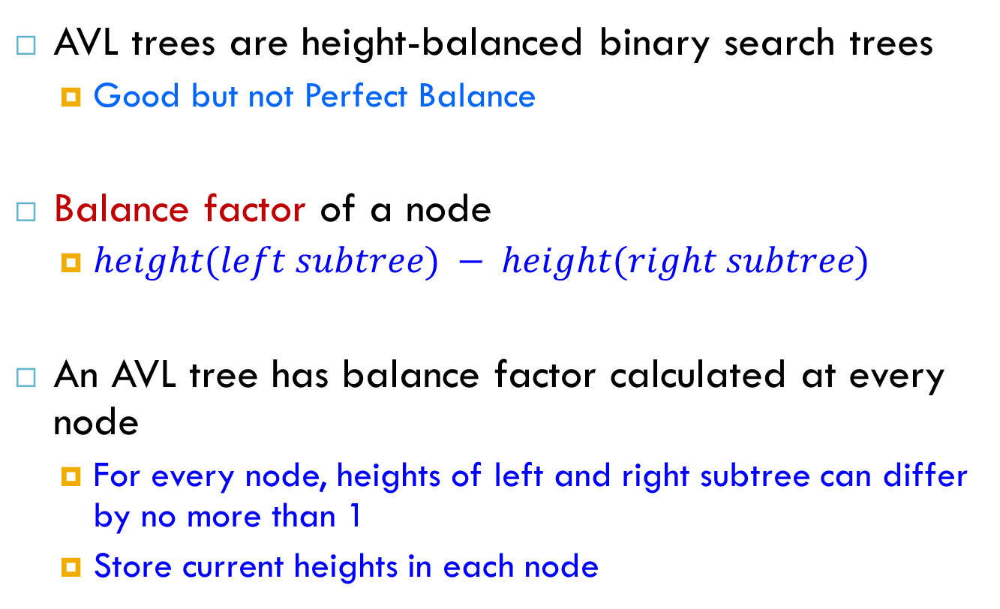 AVL trees are height-balanced binary search trees
Good but not Perfect Balance
Balance factor of a node
height(left subtree) − height(right subtree)
An AVL tree has balance factor calculated at every
node
For every node, heights of left and right subtree can differ
by no more than 1
Store current heights in each node